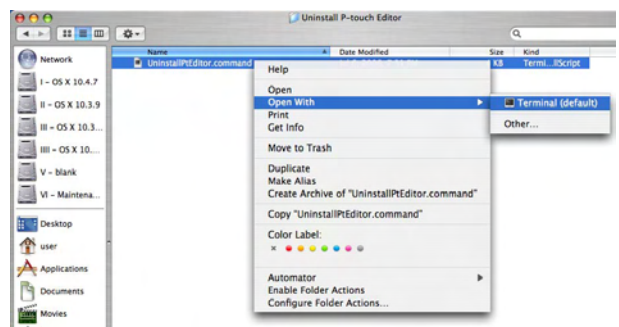 Uninstall P-touch Editor
Name
Date Modified
Size
Kind
Network
I – OS X 10.4.7
II – OS X 10.3.9
III – OS X 10.3...
IIII – OS X 10....
V – blank
VI – Maintena...
Desktop
user
Applications
Documents
Movies
UninstallPtEditor.command
KB
Termi...llScript
Help
Open
Open With
Print
Get Info
Move to Trash
Duplicate
Make Alias
Create Archive of "UninstallPtEditor.command"
Copy "UninstallPtEditor.command"
Color Label:
Automator
Enable Folder Actions
Configure Folder Actions...
Terminal (default)
Other...